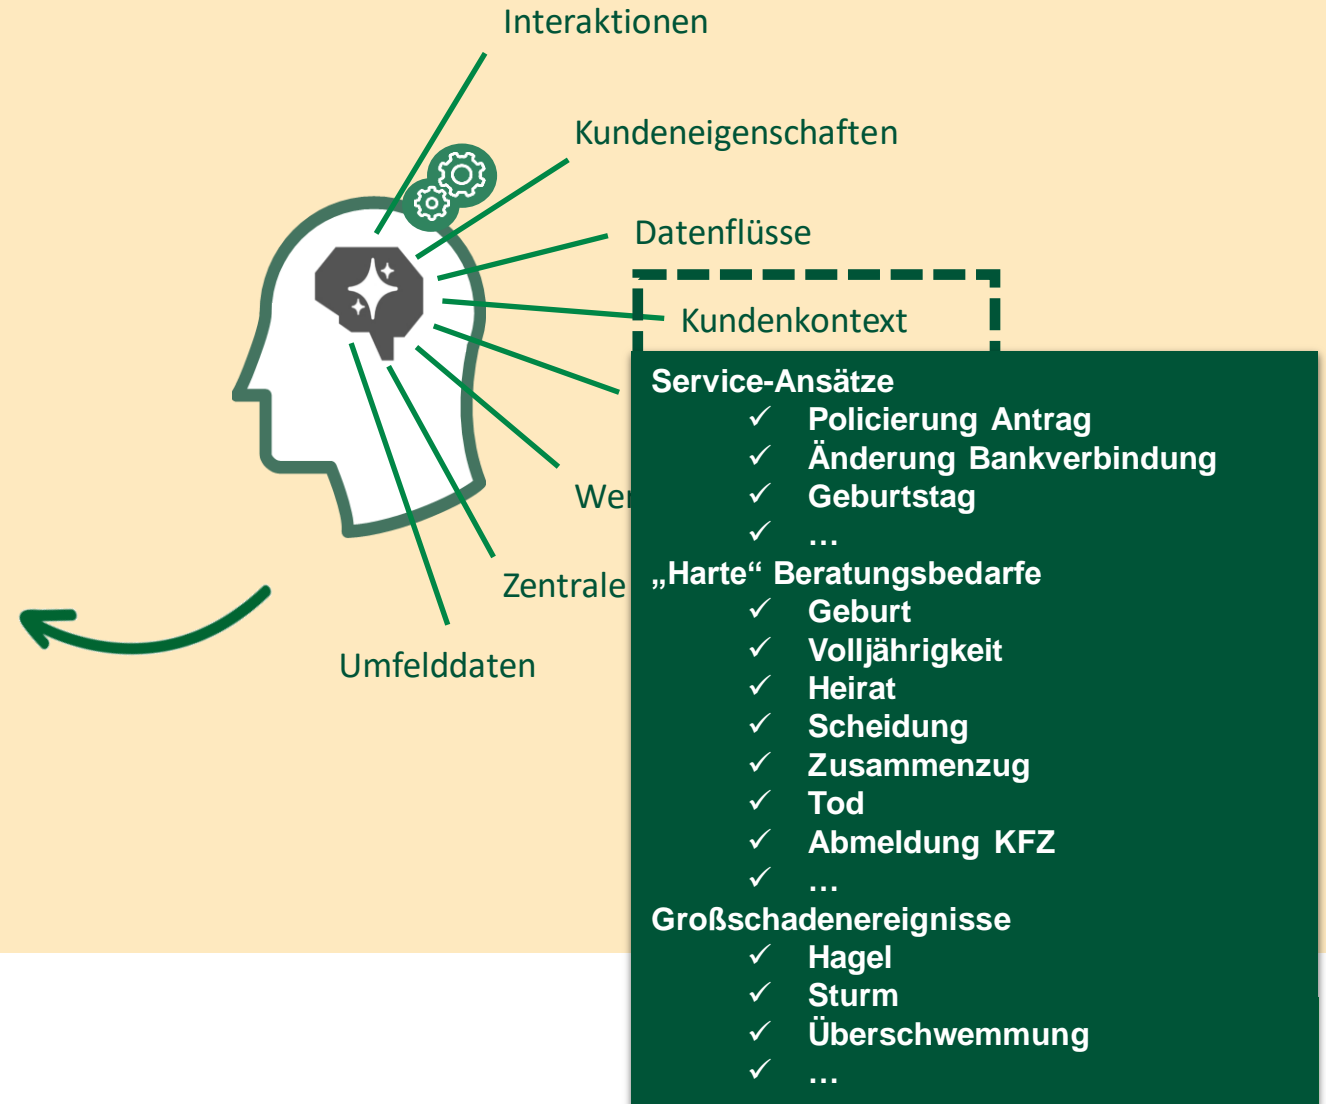 Interaktionen
Kundeneigenschaften
Datenflüsse
Kundenkontext
Service-Ansätze
Policierung Antrag
Änderung Bankverbindung
Geburtstag
…
„Harte“ Beratungsbedarfe
Geburt
Volljährigkeit
Heirat
Scheidung
Zusammenzug
Tod
Abmeldung KFZ
…
Großschadenereignisse
Hagel
Sturm
Überschwemmung
…
Zentrale
Umfelddaten